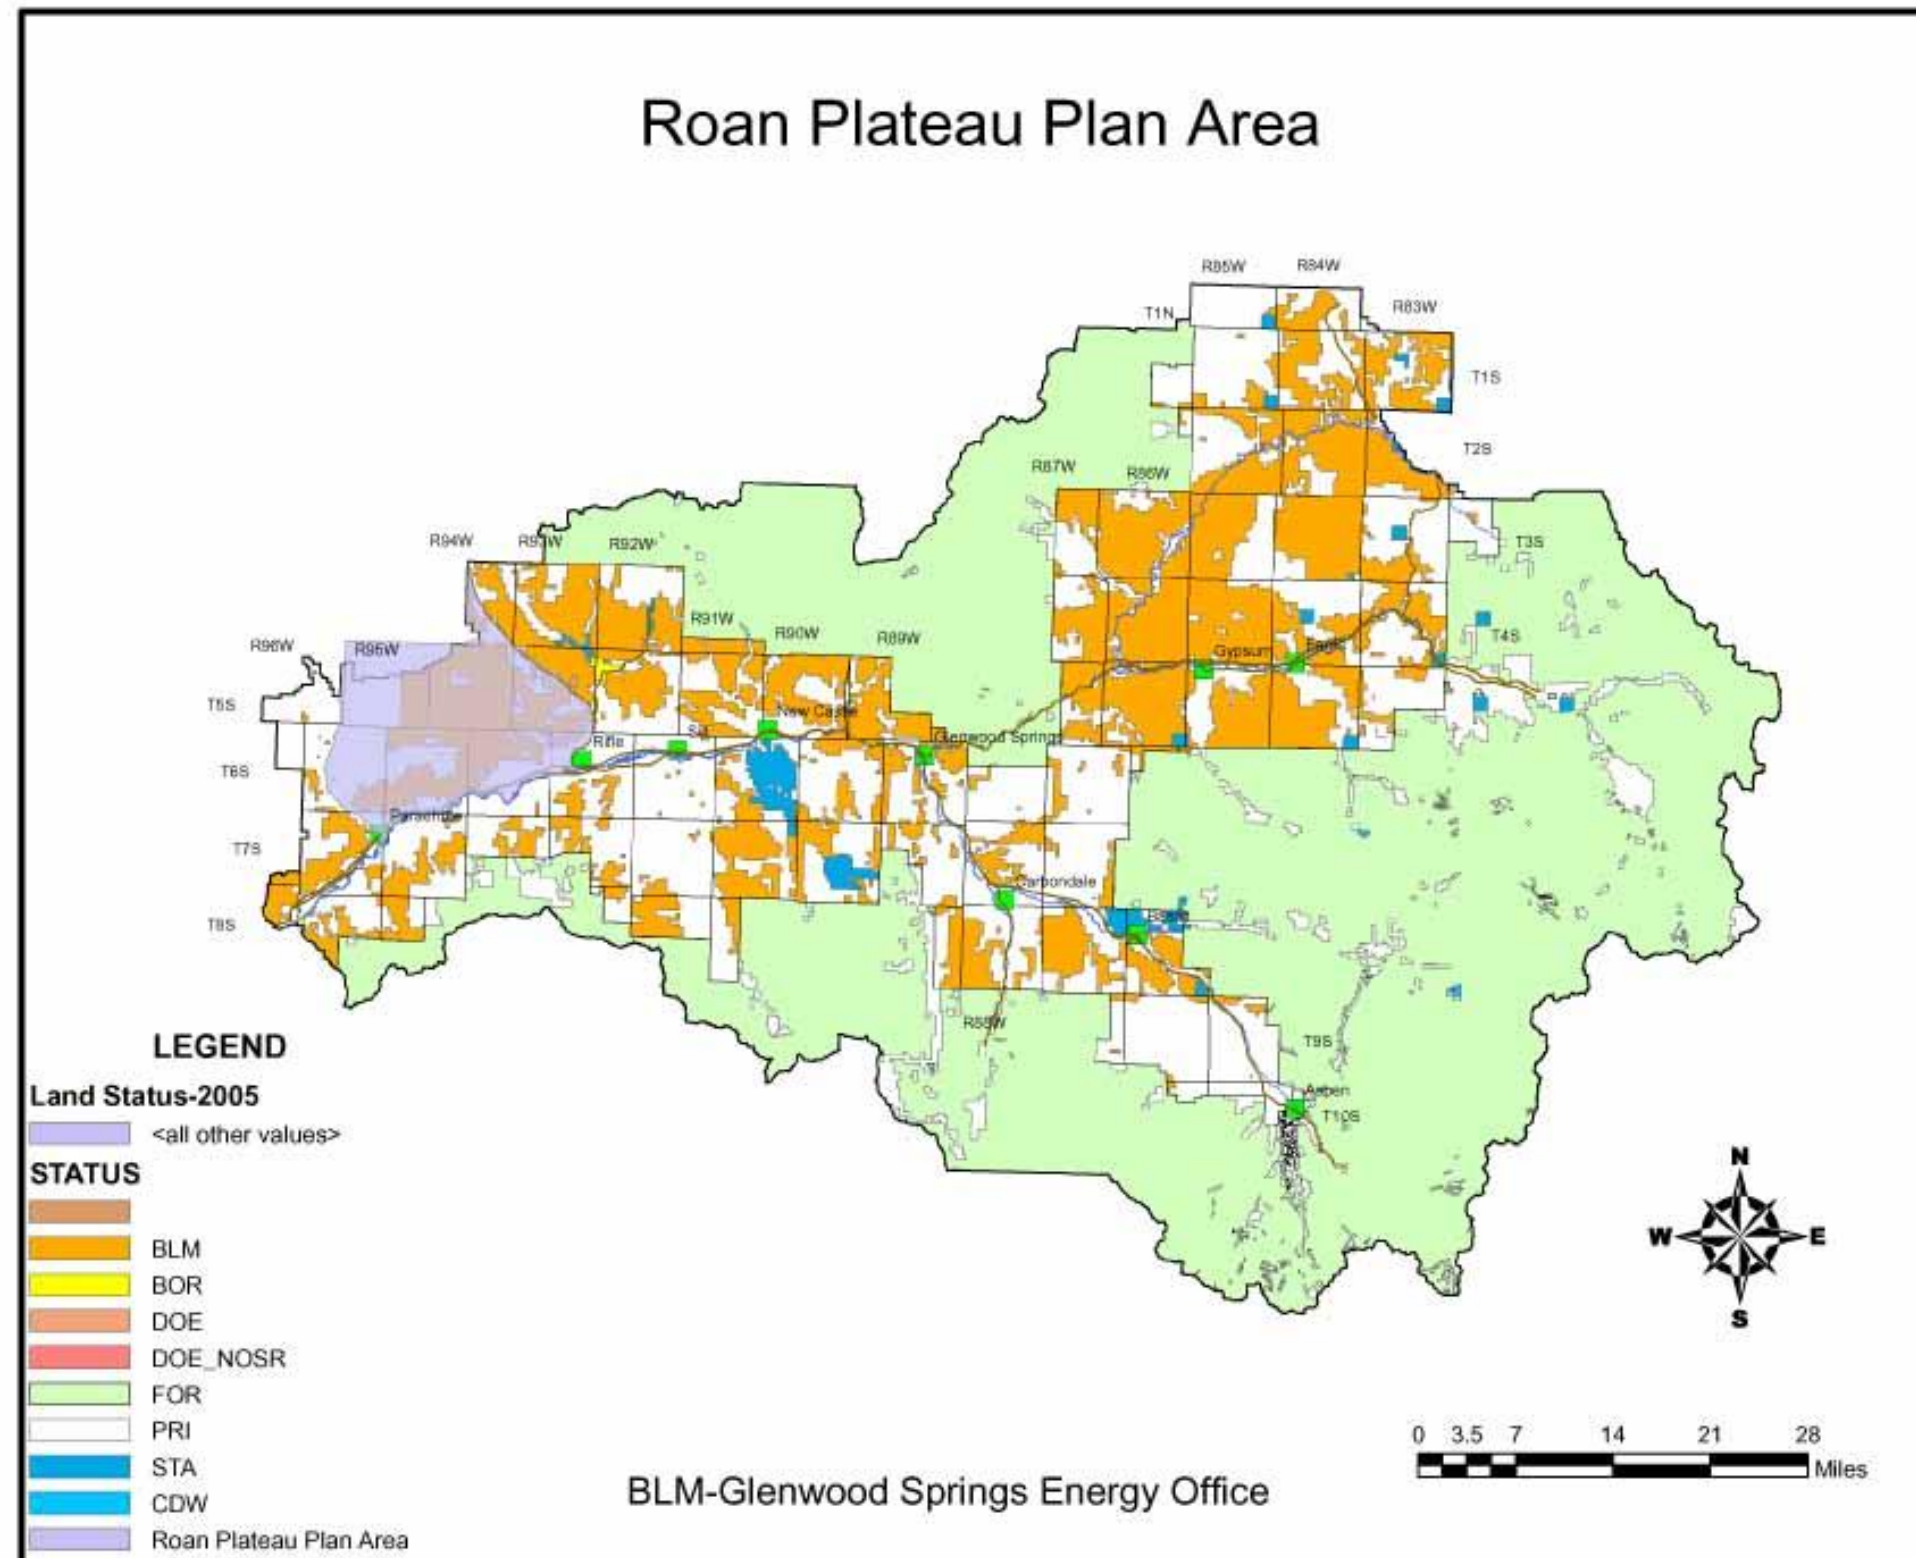 Roan Plateau Plan Area
R85W
R84W
T1N
R83W
T1S
T2S
R87W
R86W
R94W
R93W
R92W
T3S
R91W
R90W
R89W
T4S
R96W
R95W
Gypsum
Eagle
T5S
New Castle
Silt
Rifle
Glenwood Springs
T6S
Parachute
T7S
Carbondale
T8S
Basalt
R88W
T9S
Aspen
T10S
LEGEND
Land Status-2005
<all other values>
STATUS
BLM
BOR
DOE
DOE_NOSR
FOR
PRI
STA
CDW
Roan Plateau Plan Area
N
W
E
S
0 3.5 7 14 21 28
Miles
BLM-Glenwood Springs Energy Office